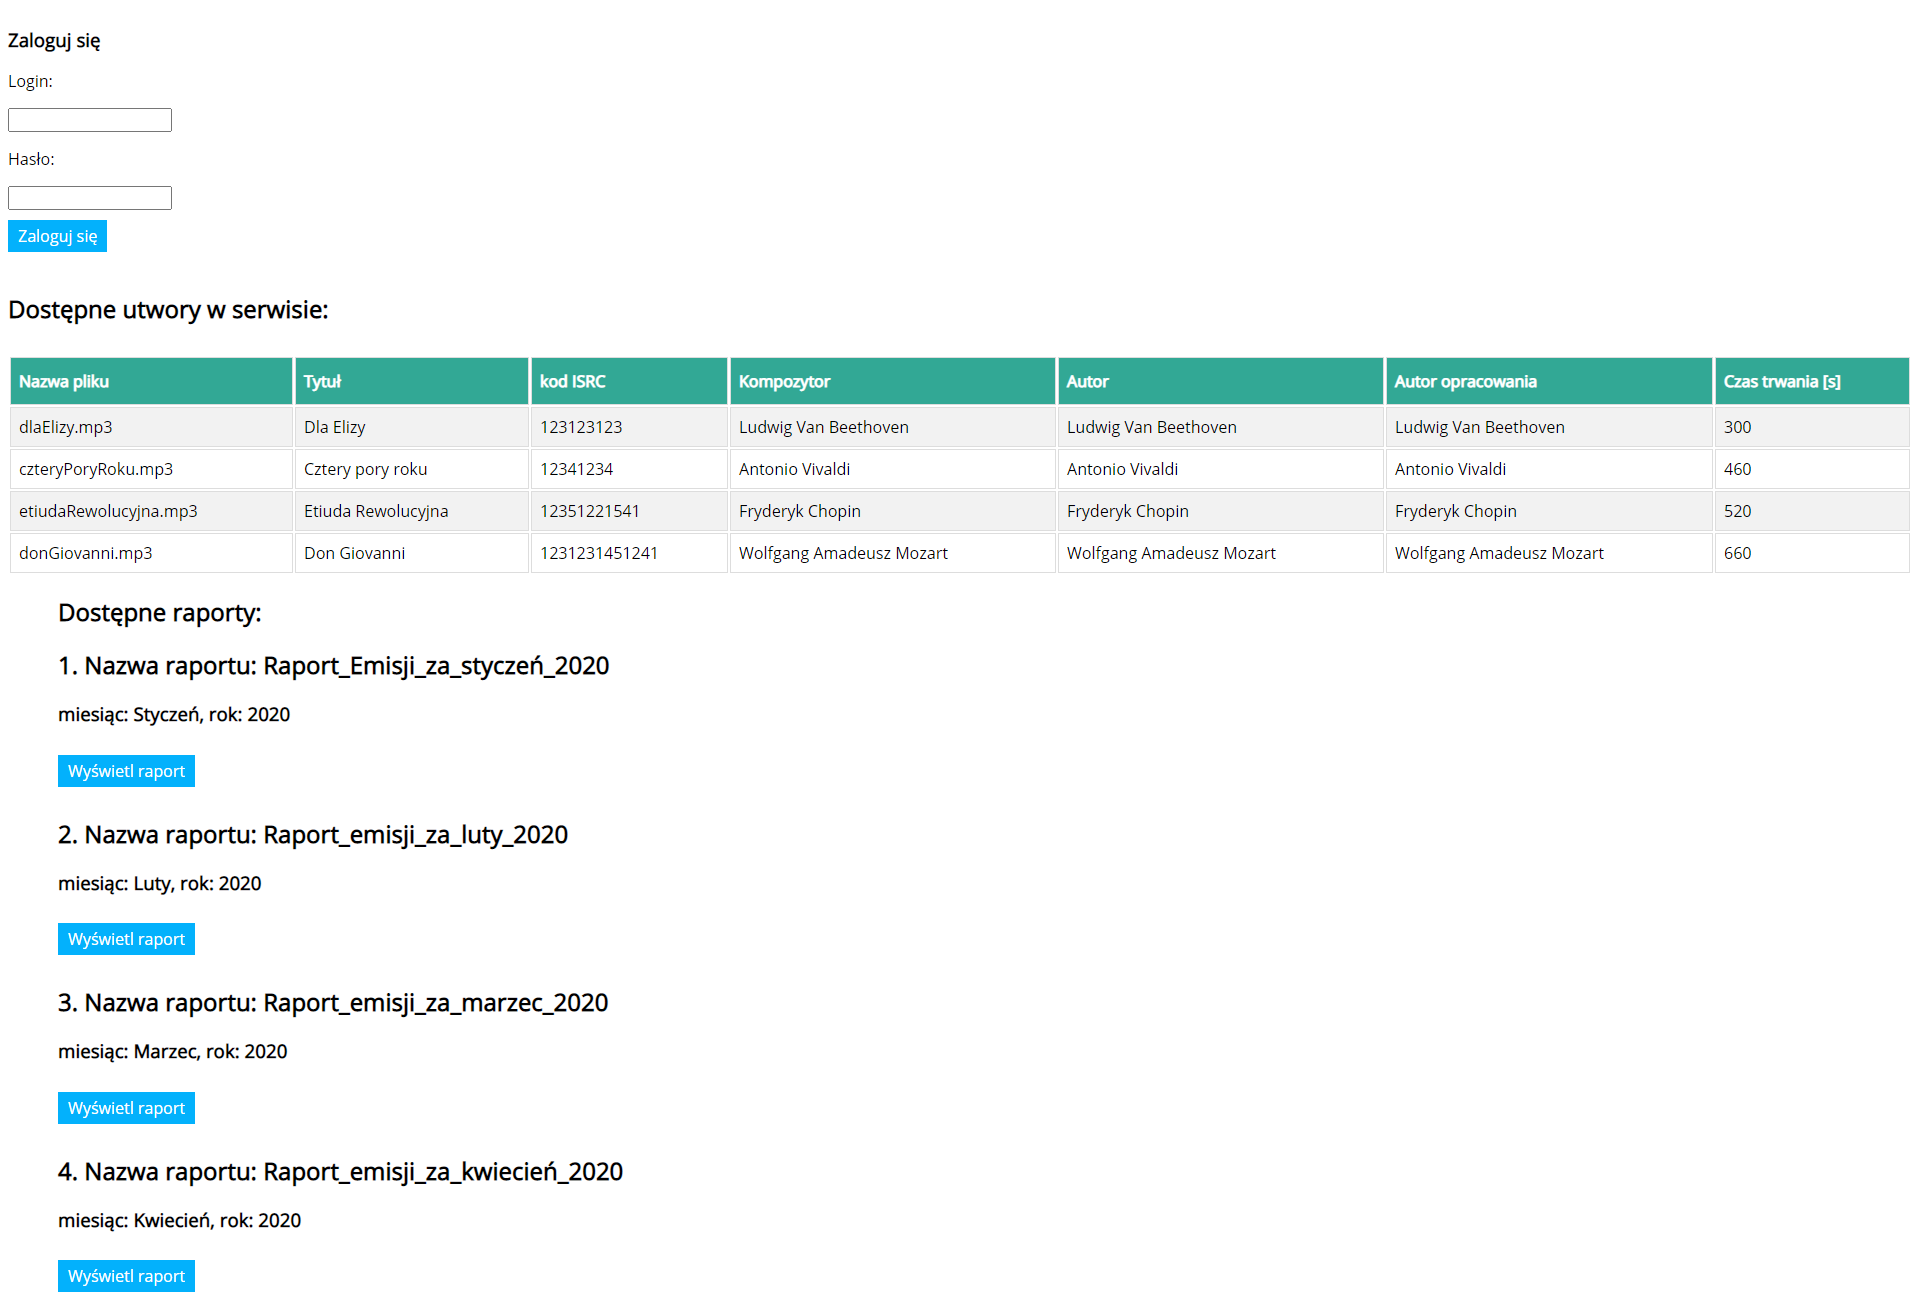 Zaloguj się
Login:
Hasło:
Zaloguj się
Dostępne utwory w serwisie:
Nazwa pliku Tytuł kod ISRC Kompozytor Autor Autor opracowania Czas trwania [s]
dlaElizy.mp3 Dla Elizy 123123123 Ludwig Van Beethoven Ludwig Van Beethoven Ludwig Van Beethoven 300
czteryPoryRoku.mp3 Cztery pory roku 12341234 Antonio Vivaldi Antonio Vivaldi Antonio Vivaldi 460
etiudaRewolucyjna.mp3 Etiuda Rewolucyjna 12351221541 Fryderyk Chopin Fryderyk Chopin Fryderyk Chopin 520
donGiovanni.mp3 Don Giovanni 1231231451241 Wolfgang Amadeusz Mozart Wolfgang Amadeusz Mozart Wolfgang Amadeusz Mozart 660
Dostępne raporty:
1. Nazwa raportu: Raport_Emisji_za_styczeń_2020
miesiąc: Styczeń, rok: 2020
Wyświetl raport
2. Nazwa raportu: Raport_emisji_za_luty_2020
miesiąc: Luty, rok: 2020
Wyświetl raport
3. Nazwa raportu: Raport_emisji_za_marzec_2020
miesiąc: Marzec, rok: 2020
Wyświetl raport
4. Nazwa raportu: Raport_emisji_za_kwiecień_2020
miesiąc: Kwiecień, rok: 2020
Wyświetl raport